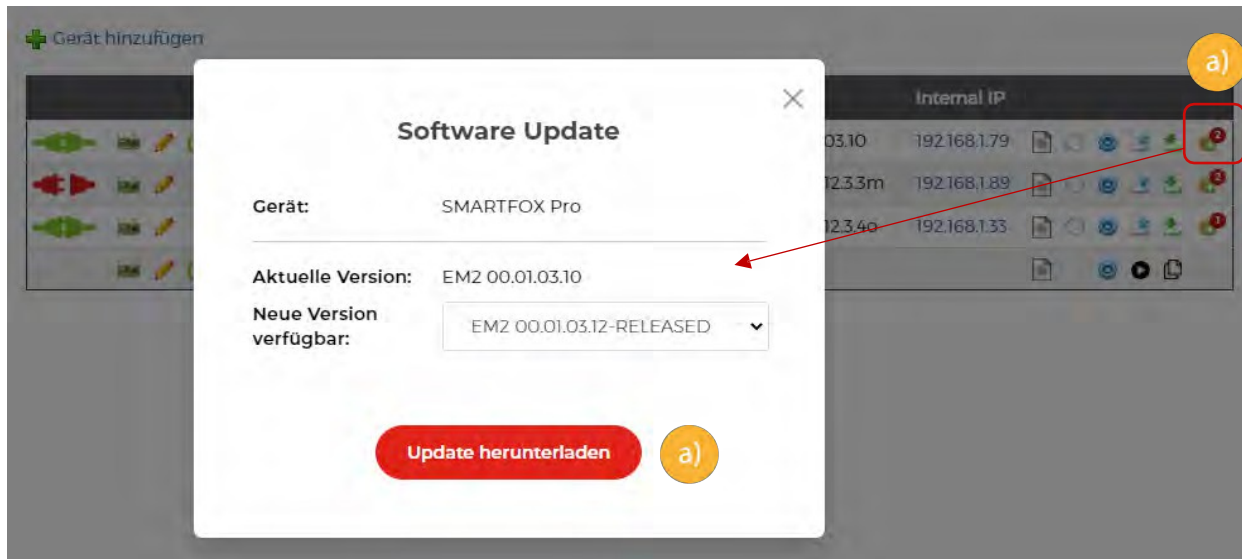 Gerät hinzufügen
a)
Internal IP
Software Update
03.10 192.168.1.79 2
12.3.3m 192.168.1.89 2
Gerät: SMARTFOX Pro
12.3.4o 192.168.1.33
Aktuelle Version: EM2 00.01.03.10
Neue Version
verfügbar:
EM2 00.01.03.12-RELEASED
Update herunterladen
a)